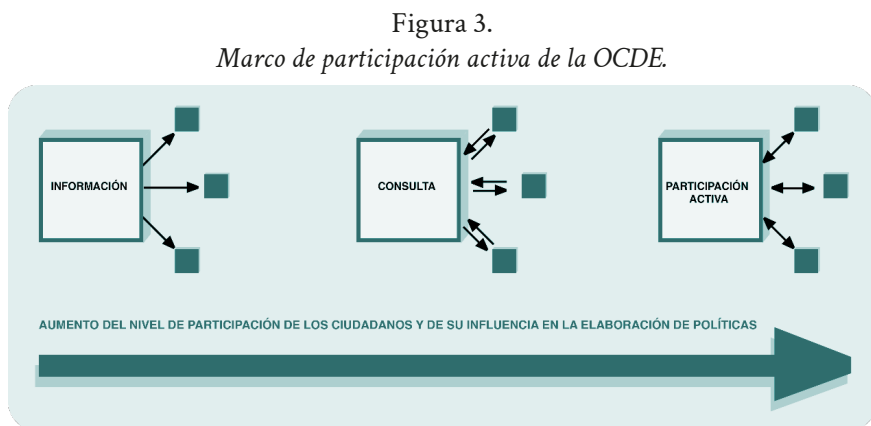 Figura 3.
Marco de participación activa de la OCDE.
INFORMACIÓN
CONSULTA
PARTICIPACIÓN
ACTIVA
AUMENTO DEL NIVEL DE PARTICIPACIÓN DE LOS CIUDADANOS Y DE SU INFLUENCIA EN LA ELABORACIÓN DE POLÍTICAS